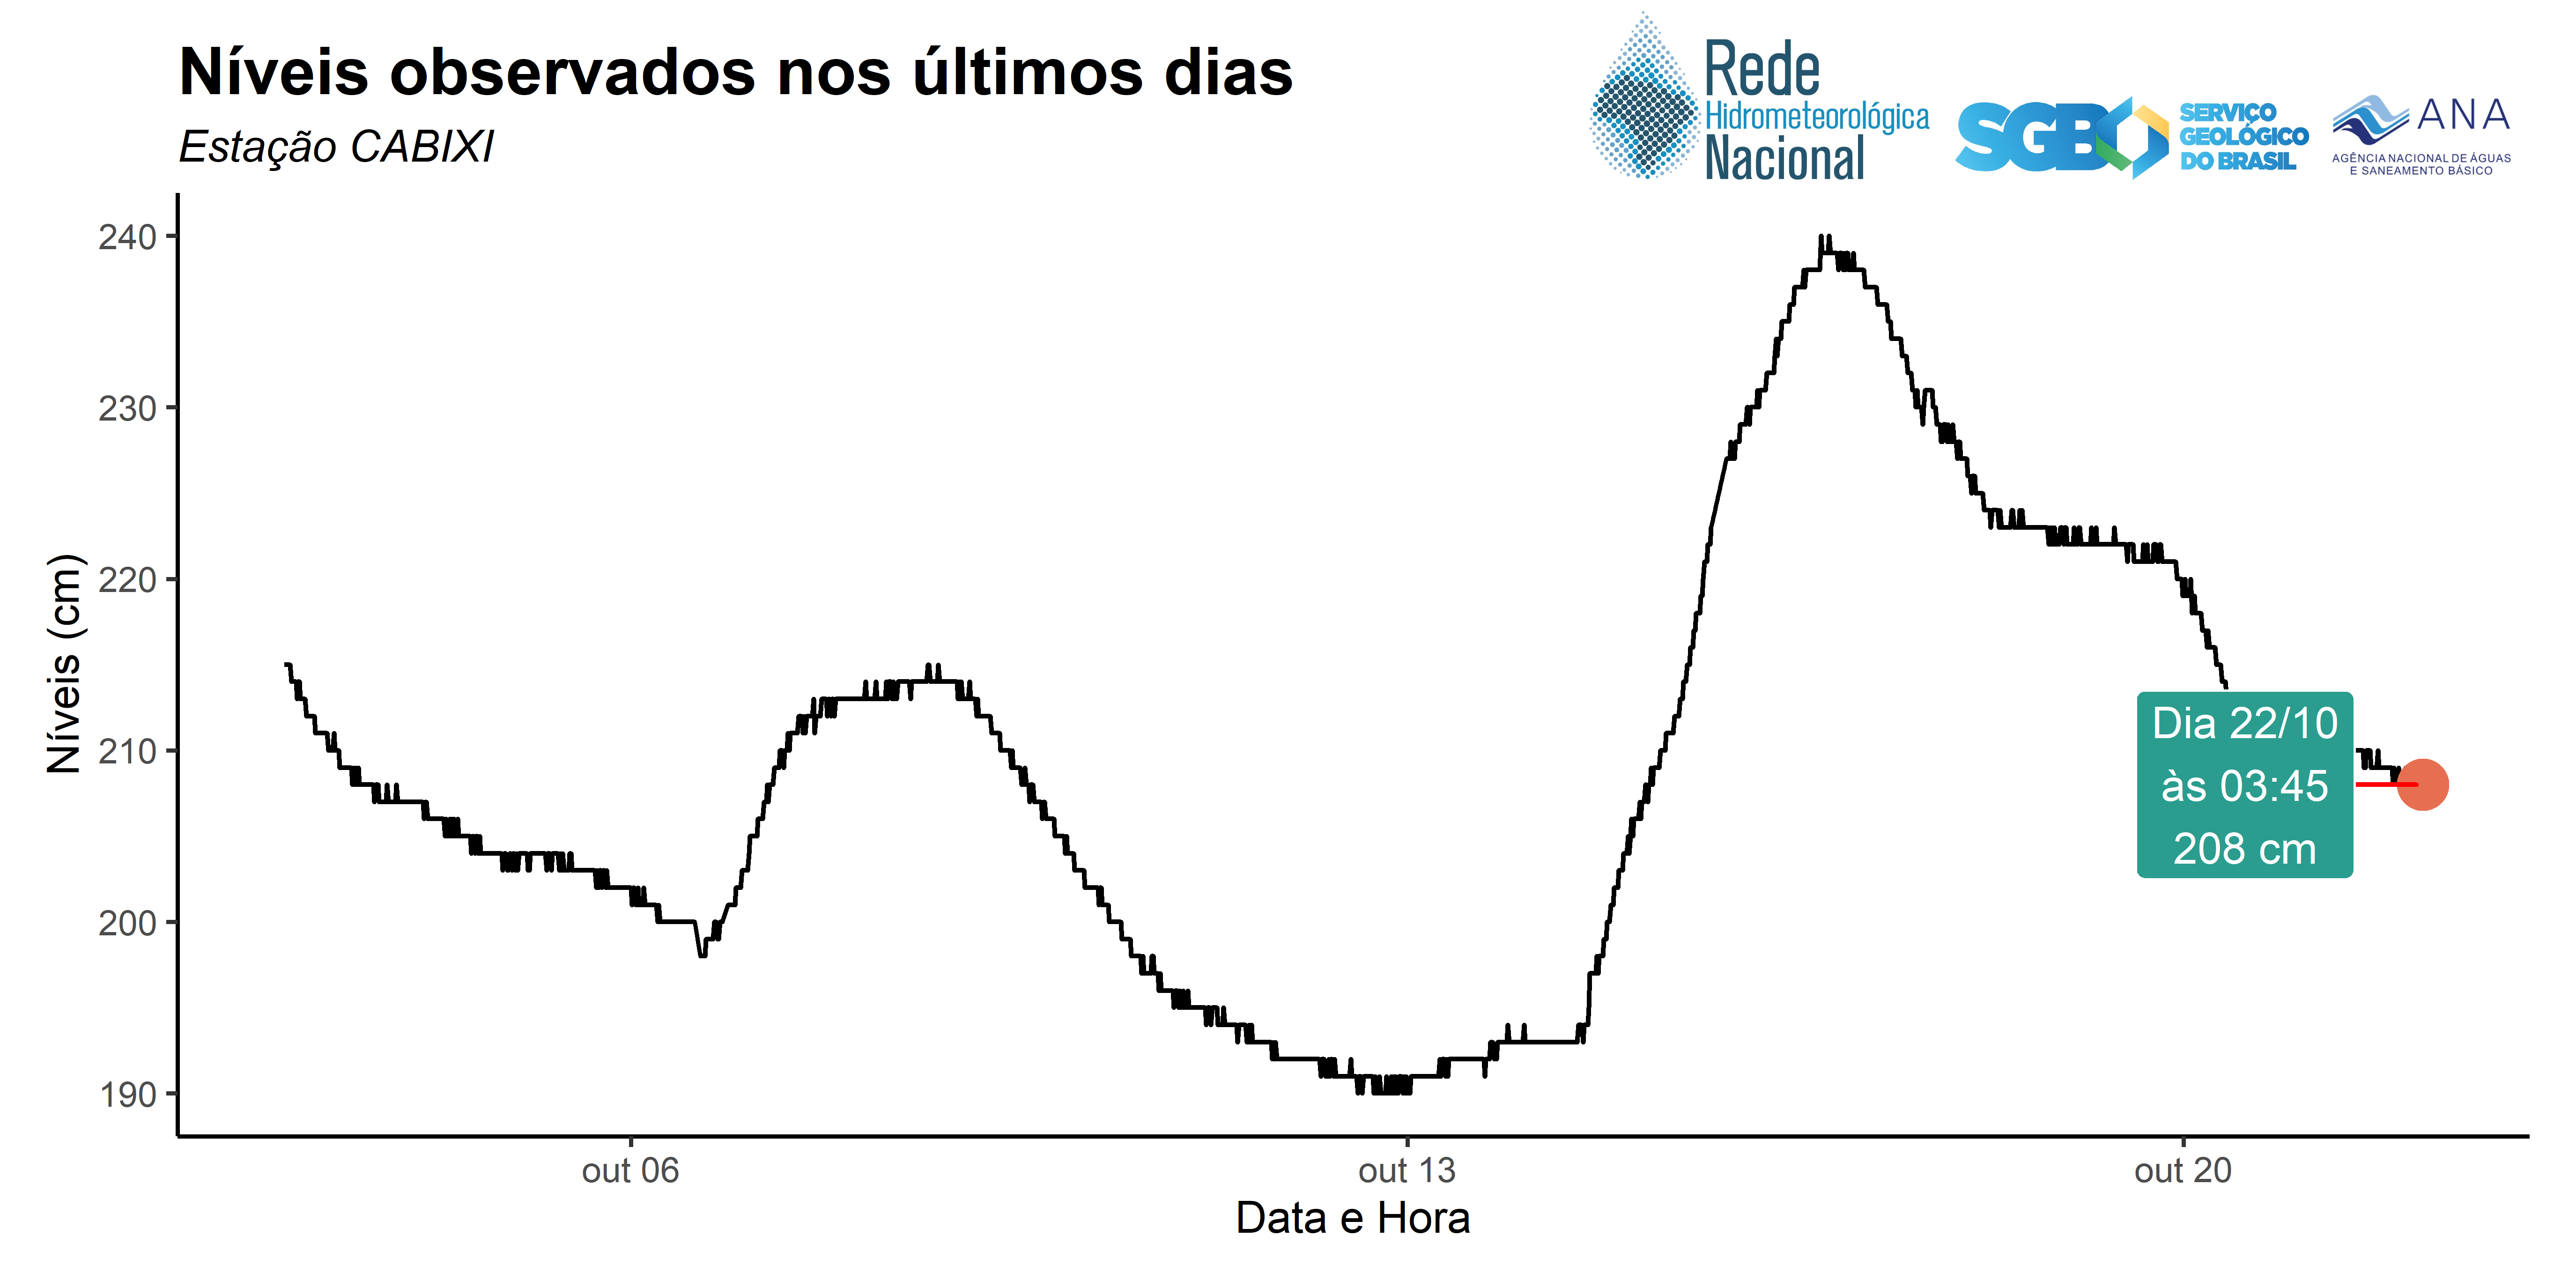 Níveis observados nos últimos dias
Estação CABIXI
Rede
Hidrometeorológica
Nacional
SGB
SERVIÇO
GEOLÓGICO
DO BRASIL
ANA
AGÊNCIA NACIONAL DE ÁGUAS
E SANEAMENTO BÁSICO
Níveis (cm)
240
230
220
210
200
190
Dia 22/10
às 03:45
208 cm
out 06
out 13
out 20
Data e Hora